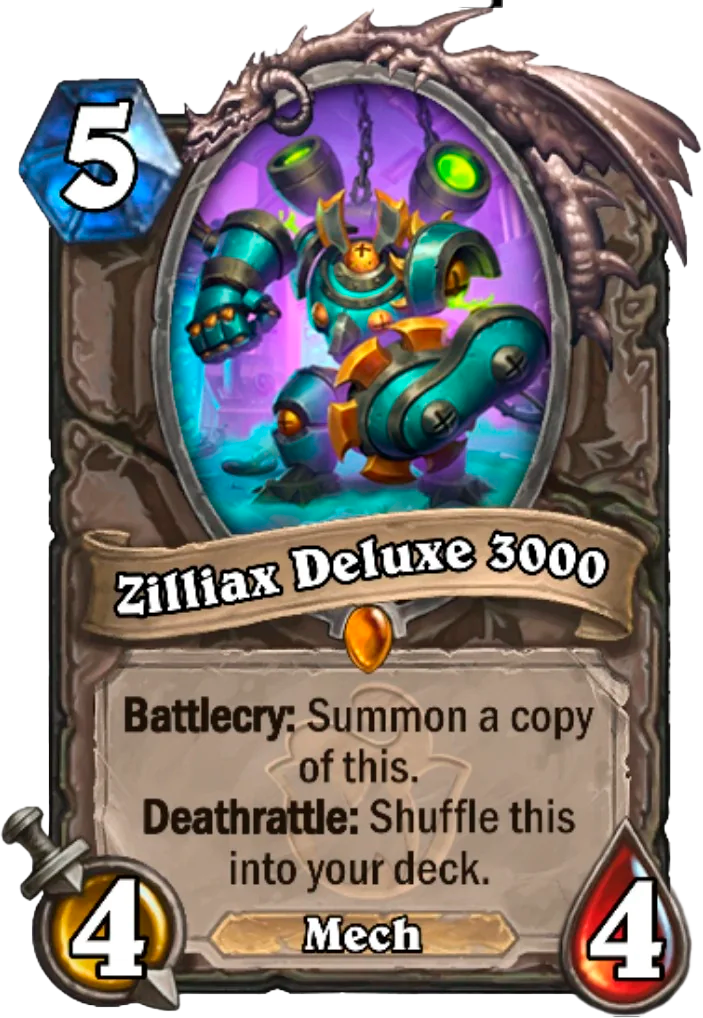 5
Zilliax Deluxe 3000
Battlecry: Summon a copy
of this.
Deathrattle: Shuffle this
into your deck.
4
Mech
4